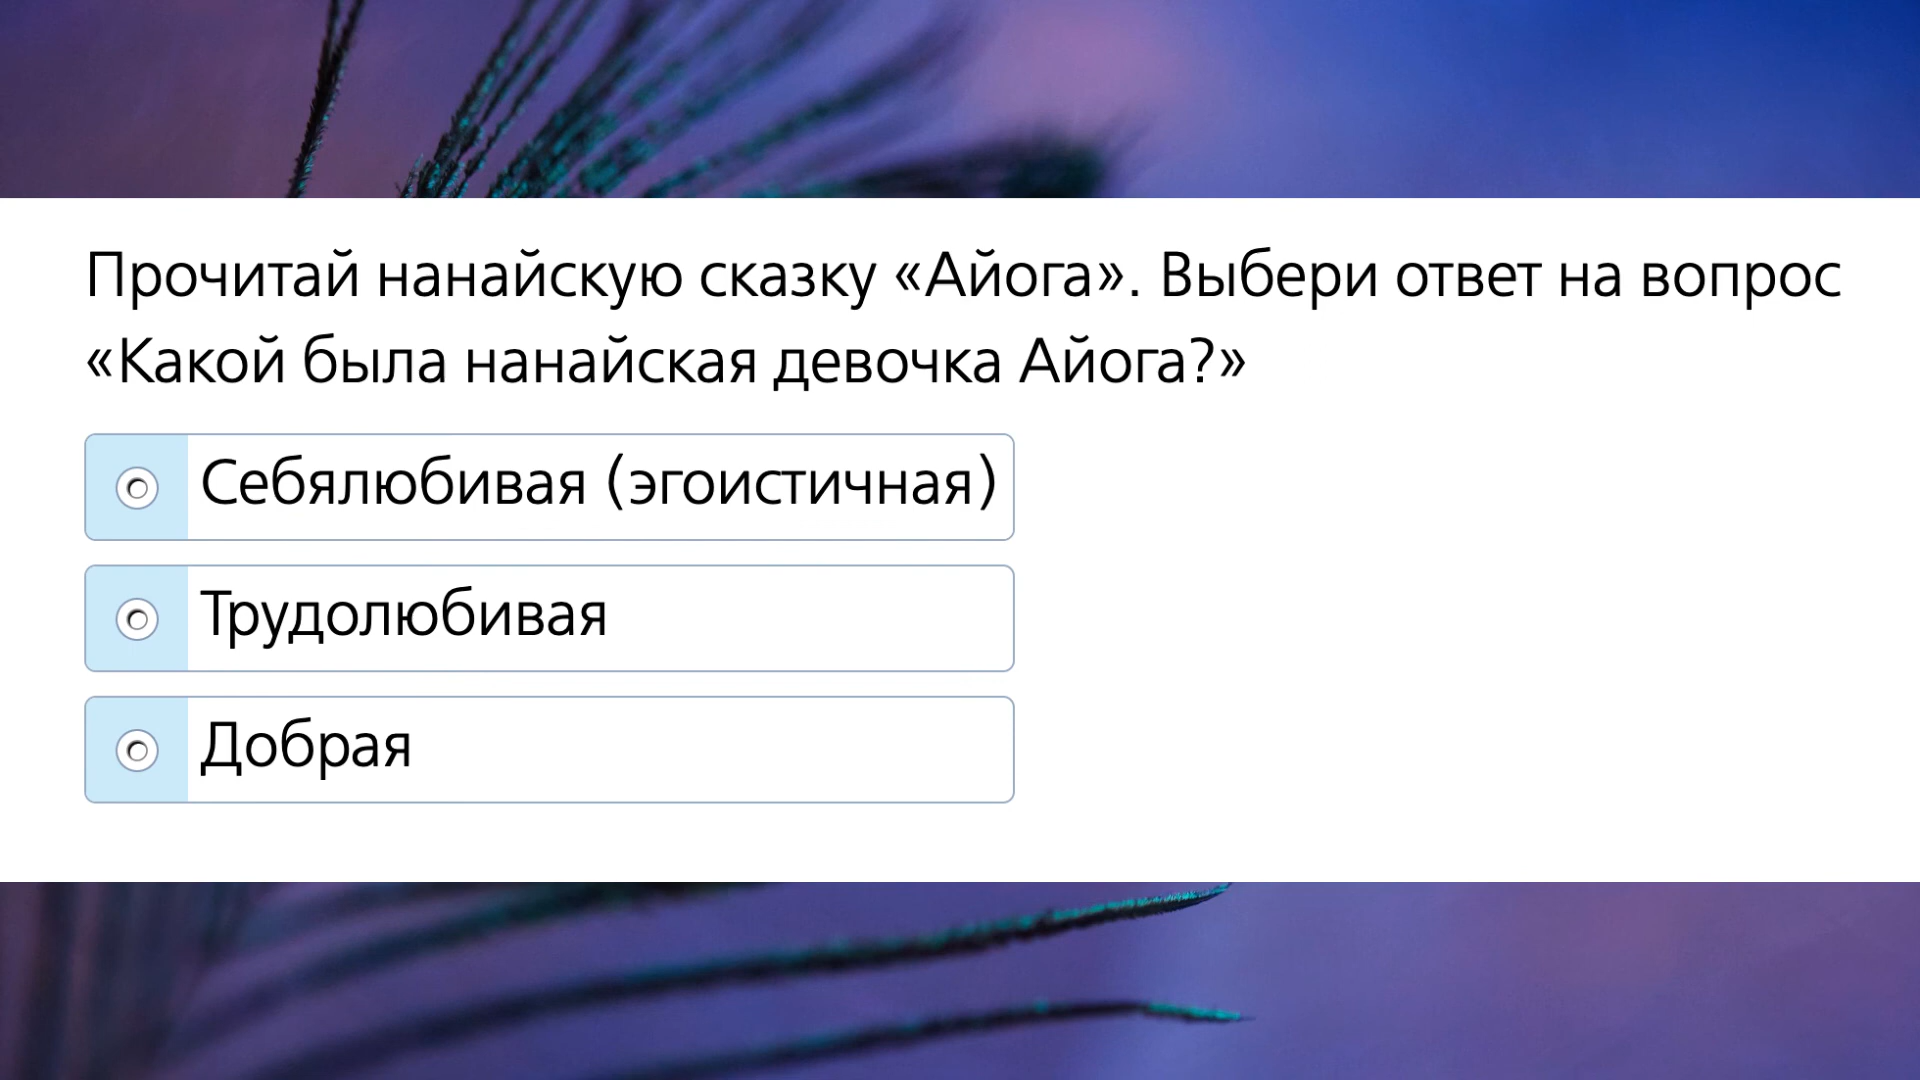 Прочитай нанайскую сказку «Айога». Выбери ответ на вопрос
«Какой была нанайская девочка Айога?»
Себялюбивая (эгоистичная)
Трудолюбивая
Добрая